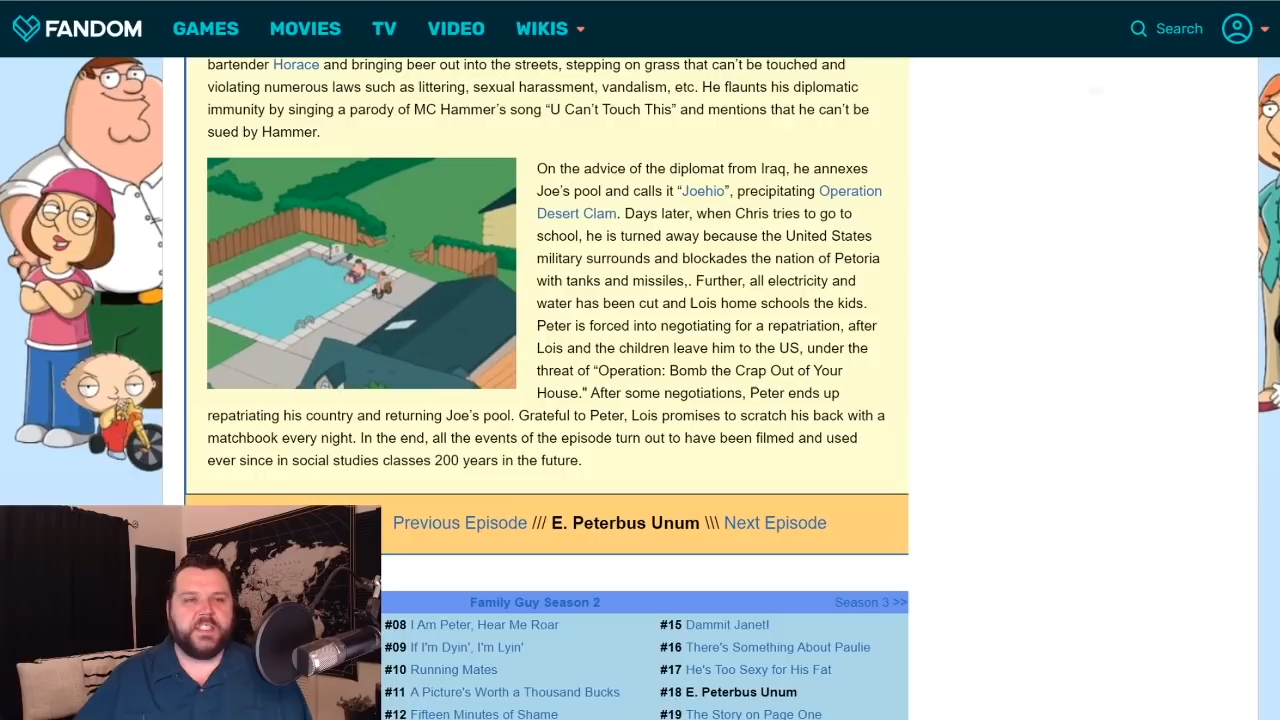 FANDOM GAMES MOVIES TV VIDEO WIKIS Search
bartender Horace and bringing beer out into the streets, stepping on grass that can’t be touched and
violating numerous laws such as littering, sexual harassment, vandalism, etc. He flaunts his diplomatic
immunity by singing a parody of MC Hammer’s song “U Can’t Touch This” and mentions that he can’t be
sued by Hammer.
On the advice of the diplomat from Iraq, he annexes
Joe’s pool and calls it “Joehio”, precipitating Operation
Desert Clam. Days later, when Chris tries to go to
school, he is turned away because the United States
military surrounds and blockades the nation of Petoria
with tanks and missiles,. Further, all electricity and
water has been cut and Lois home schools the kids.
Peter is forced into negotiating for a repatriation, after
Lois and the children leave him to the US, under the
threat of “Operation: Bomb the Crap Out of Your
House." After some negotiations, Peter ends up
repatriating his country and returning Joe’s pool. Grateful to Peter, Lois promises to scratch his back with a
matchbook every night. In the end, all the events of the episode turn out to have been filmed and used
ever since in social studies classes 200 years in the future.
Previous Episode /// E. Peterbus Unum \\\ Next Episode
Family Guy Season 2 Season 3 >>
#08 I Am Peter, Hear Me Roar
#09 If I'm Dyin', I'm Lyin'
#10 Running Mates
#11 A Picture's Worth a Thousand Bucks
#12 Fifteen Minutes of Shame
#15 Dammit Janet!
#16 There's Something About Paulie
#17 He's Too Sexy for His Fat
#18 E. Peterbus Unum
#19 The Story on Page One